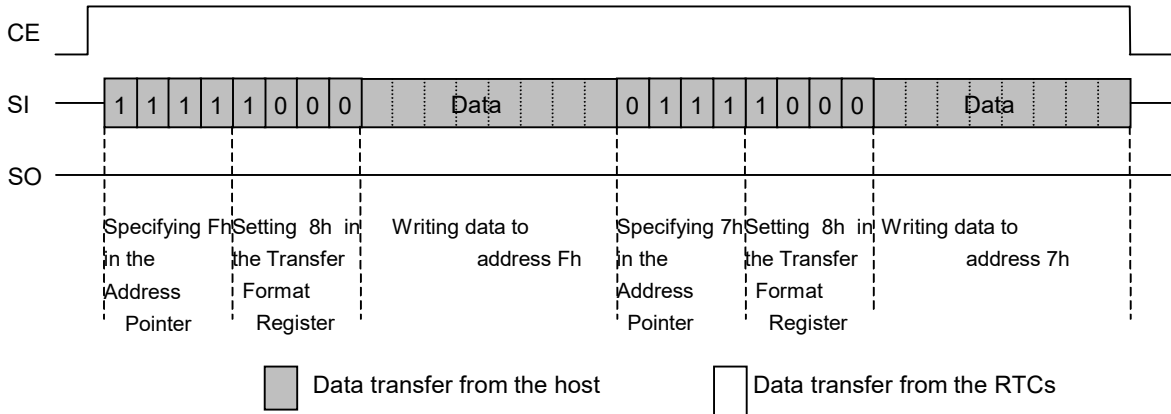 CE
SI 1 1 1 1 1 0 0 0 Data 0 1 1 1 1 0 0 0 Data
SO
Specifying Fh Setting 8h in Writing data to Specifying 7h Setting 8h in Writing data to
in the the Transfer address Fh in the the Transfer address 7h
Address Format Address Format
Pointer Register Pointer Register
Data transfer from the host Data transfer from the RTCs